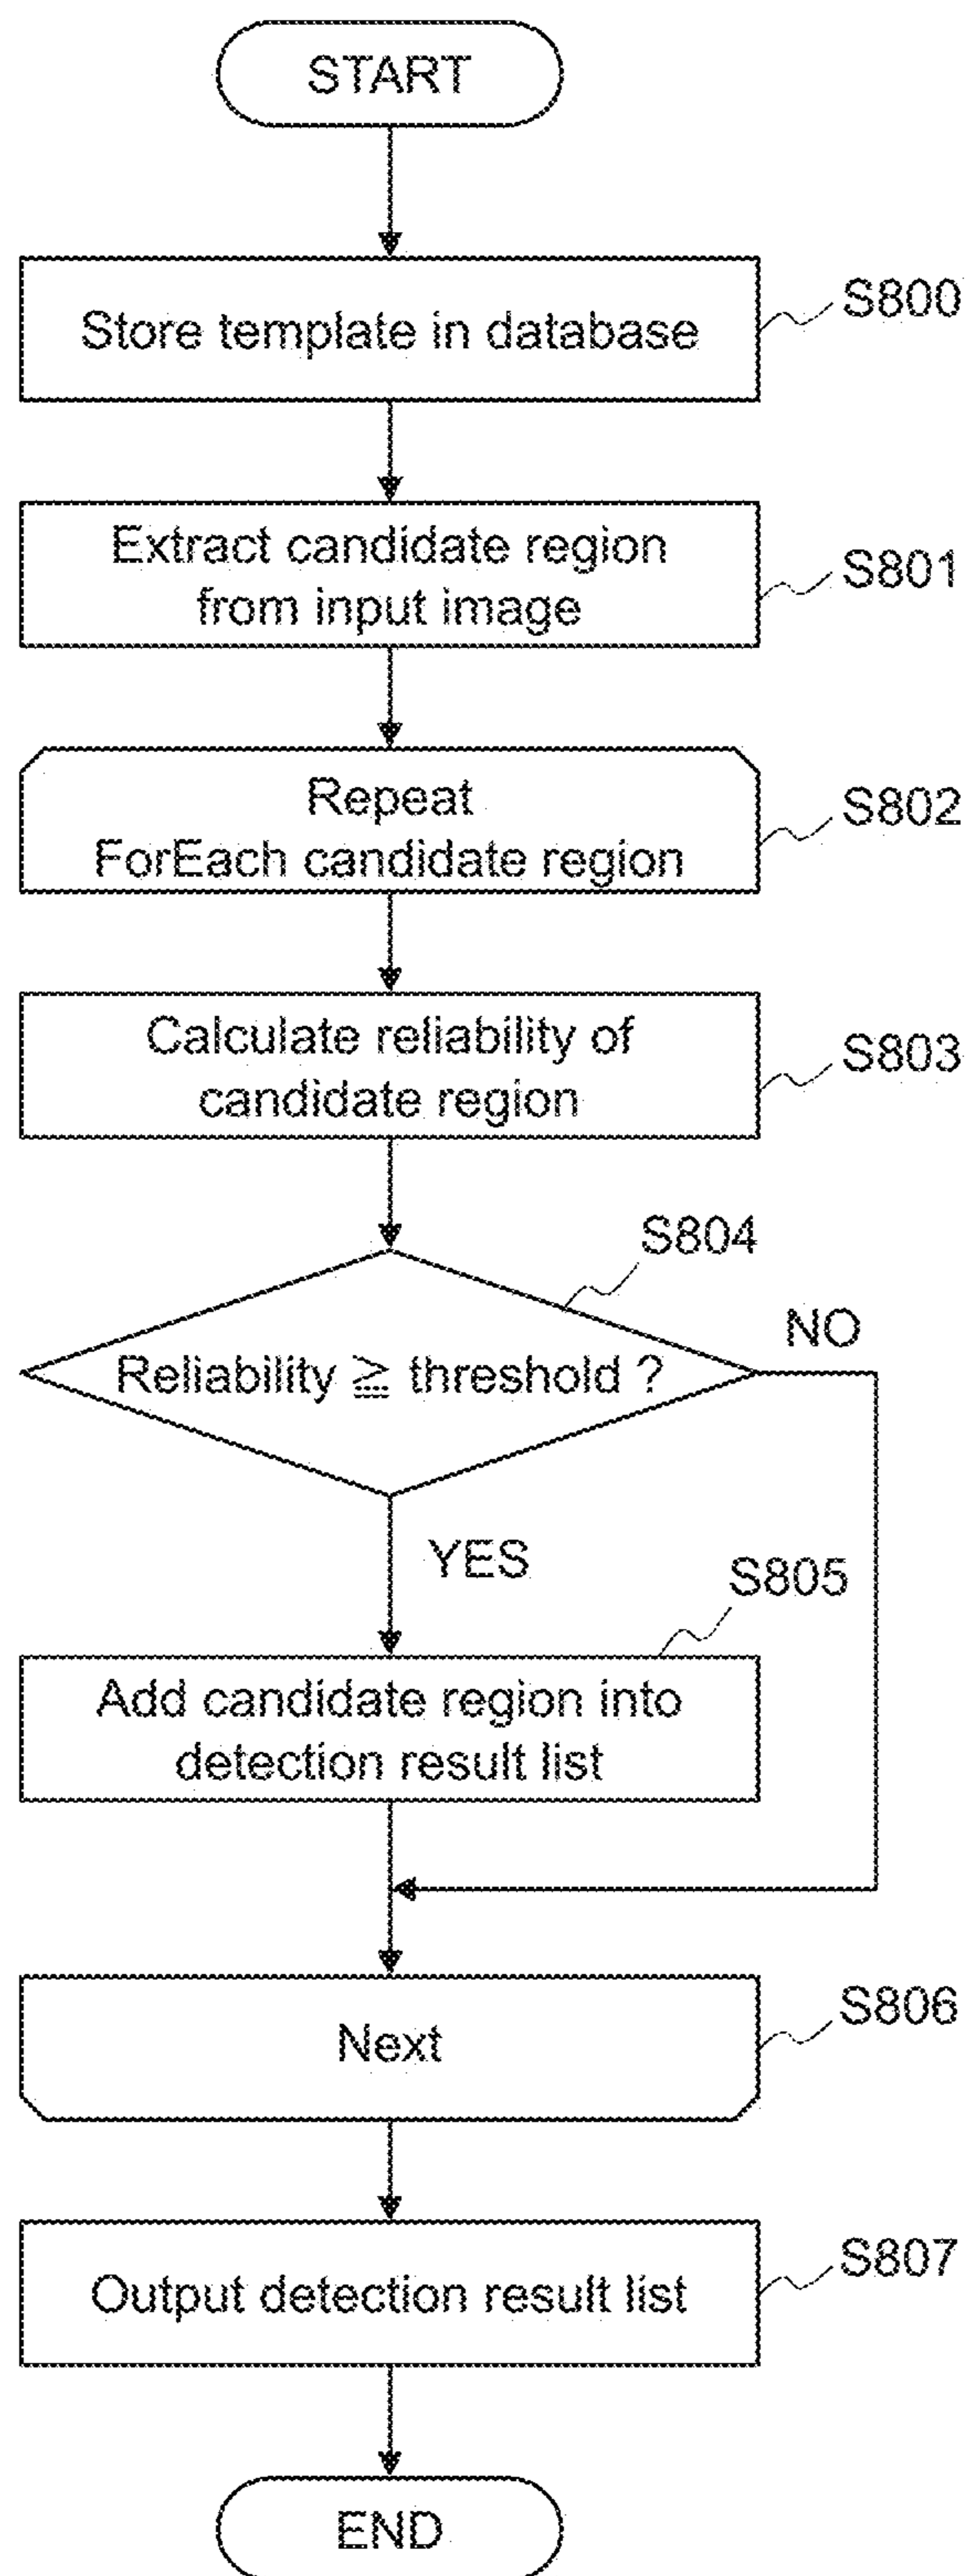 START
Store template in database
S800
Extract candidate region
from input image
S801
Repeat
ForEach candidate region
S802
Calculate reliability of
candidate region
S803
S804
Reliability ≧ threshold ?
NO
YES
S805
Add candidate region into
detection result list
Next
S806
Output detection result list
S807
END